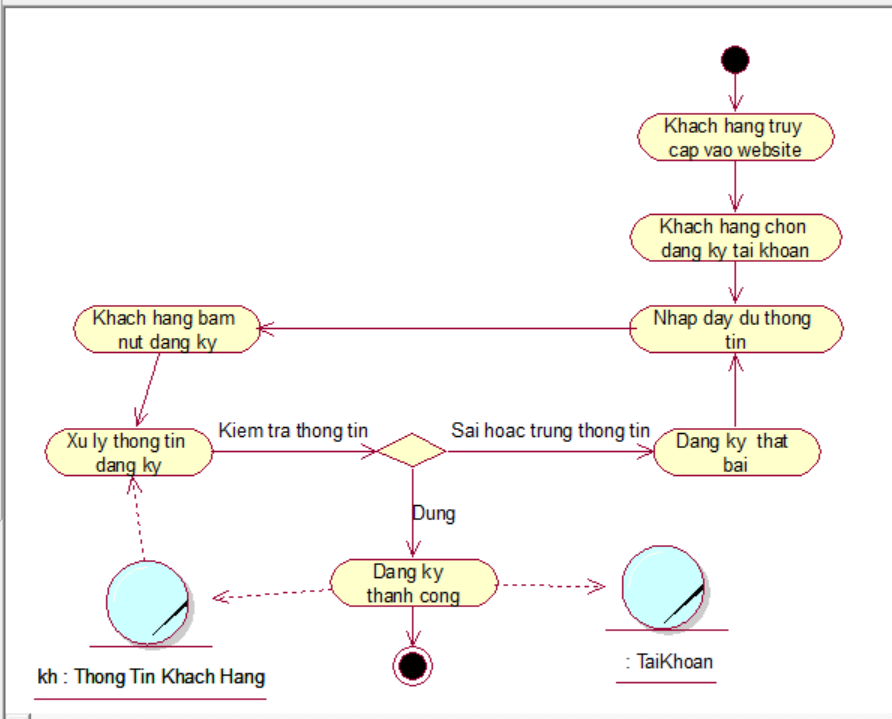 Khach hang truy
cap vao website
Khach hang chon
dang ky tai khoan
Khach hang bam
nut dang ky
Nhap day du thong
tin
Kiem tra thong tin
Sai hoac trung thong tin
Xu ly thong tin
dang ky
Dang ky that
bai
Dung
Dang ky
thanh cong
: TaiKhoan
kh : Thong Tin Khach Hang